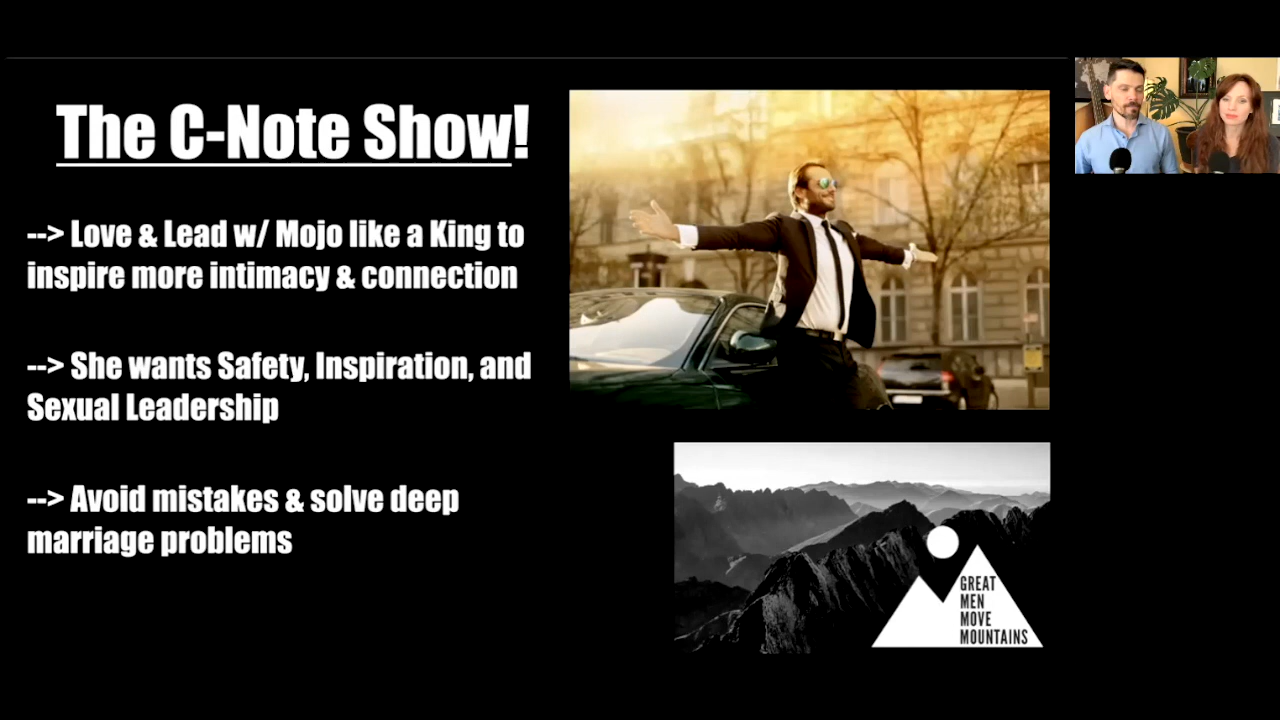 The C-Note Show!
--> Love & Lead w/ Mojo like a King to
inspire more intimacy & connection
--> She wants Safety, Inspiration, and
Sexual Leadership
--> Avoid mistakes & solve deep
marriage problems
GREAT
MEN
MOVE
MOUNTAINS